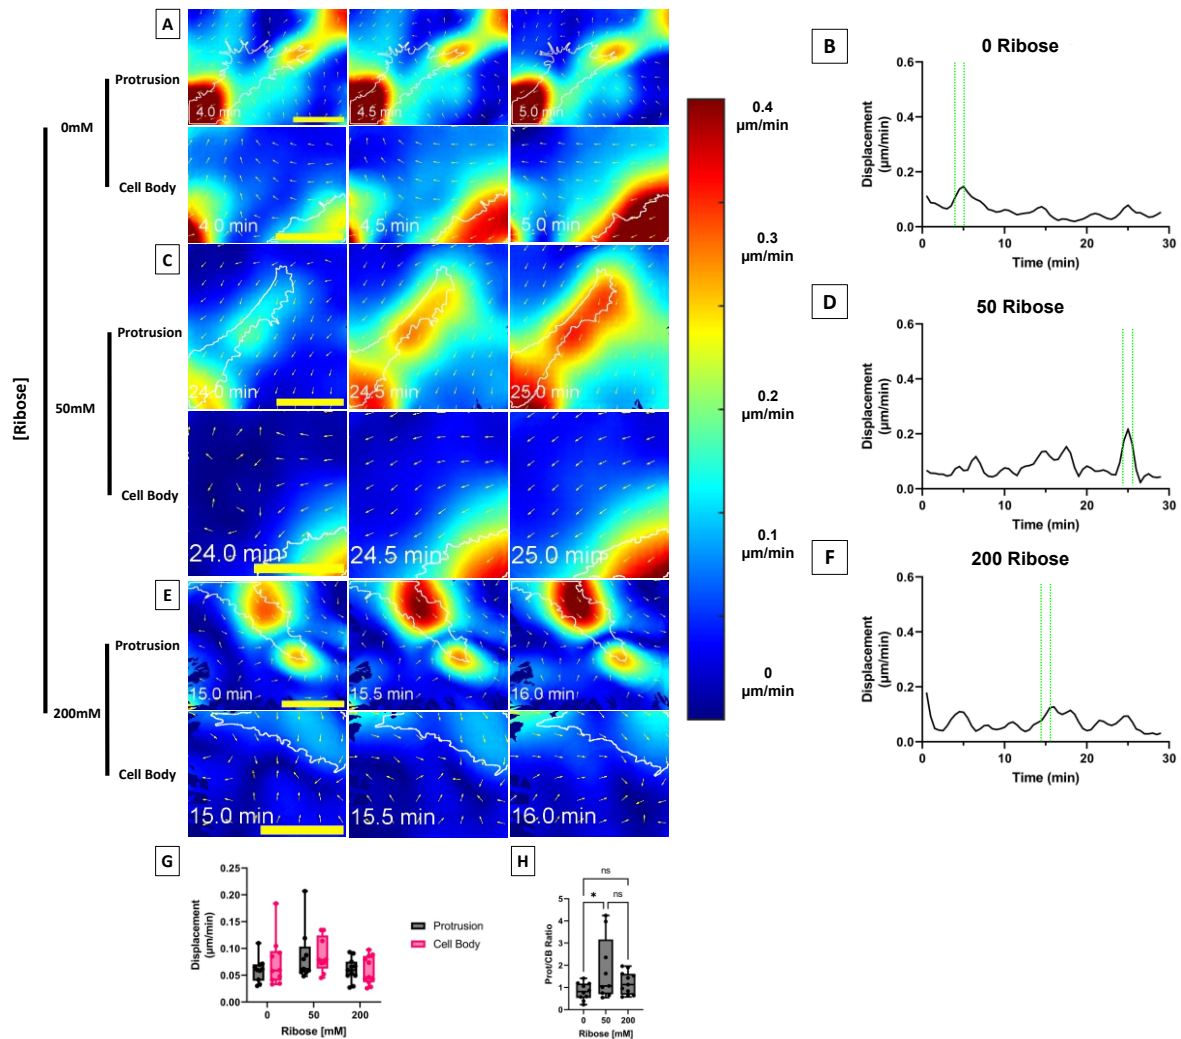 A
Protrusion
4.0 min
4.5 min
5.0 min
0mM
Cell Body
4.0 min
4.5 min
5.0 min
C
Protrusion
24.0 min
24.5 min
25.0 min
[Ribose]
50mM
Cell Body
24.0 min
24.5 min
25.0 min
E
Protrusion
15.0 min
15.5 min
16.0 min
200mM
Cell Body
15.0 min
15.5 min
16.0 min
0.4
µm/min
0.3
µm/min
0.2
µm/min
0.1
µm/min
0
µm/min
B
0 Ribose
Displacement
(µm/min)
0.6
0.4
0.2
0.0
0 10 20 30
Time (min)
D
50 Ribose
Displacement
(µm/min)
0.6
0.4
0.2
0.0
0 10 20 30
Time (min)
F
200 Ribose
Displacement
(µm/min)
0.6
0.4
0.2
0.0
0 10 20 30
Time (min)
G
Displacement
(µm/min)
0.25
0.20
0.15
0.10
0.05
0.00
0 50 200
Ribose [mM]
Protrusion
Cell Body
H
ns
* ns
Prot/CB Ratio
5
4
3
2
1
0
0 50 200
Ribose [mM]